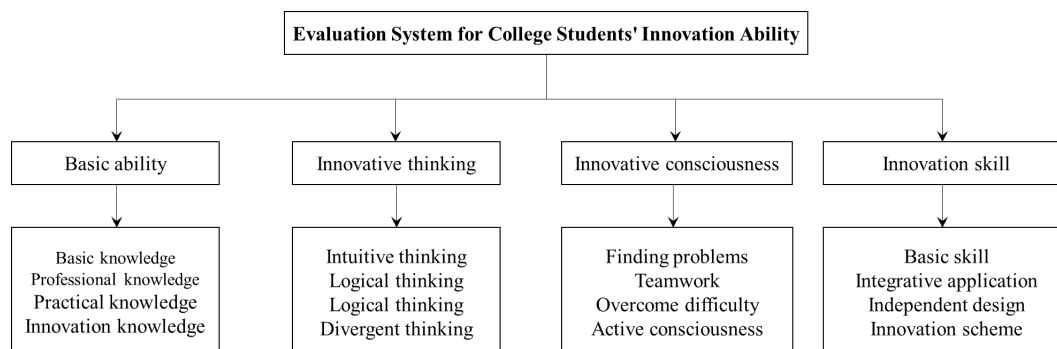 Evaluation System for College Students' Innovation Ability
Basic ability
Innovative thinking
Innovative consciousness
Innovation skill
Basic knowledge
Professional knowledge
Practical knowledge
Innovation knowledge
Intuitive thinking
Logical thinking
Logical thinking
Divergent thinking
Finding problems
Teamwork
Overcome difficulty
Active consciousness
Basic skill
Integrative application
Independent design
Innovation scheme